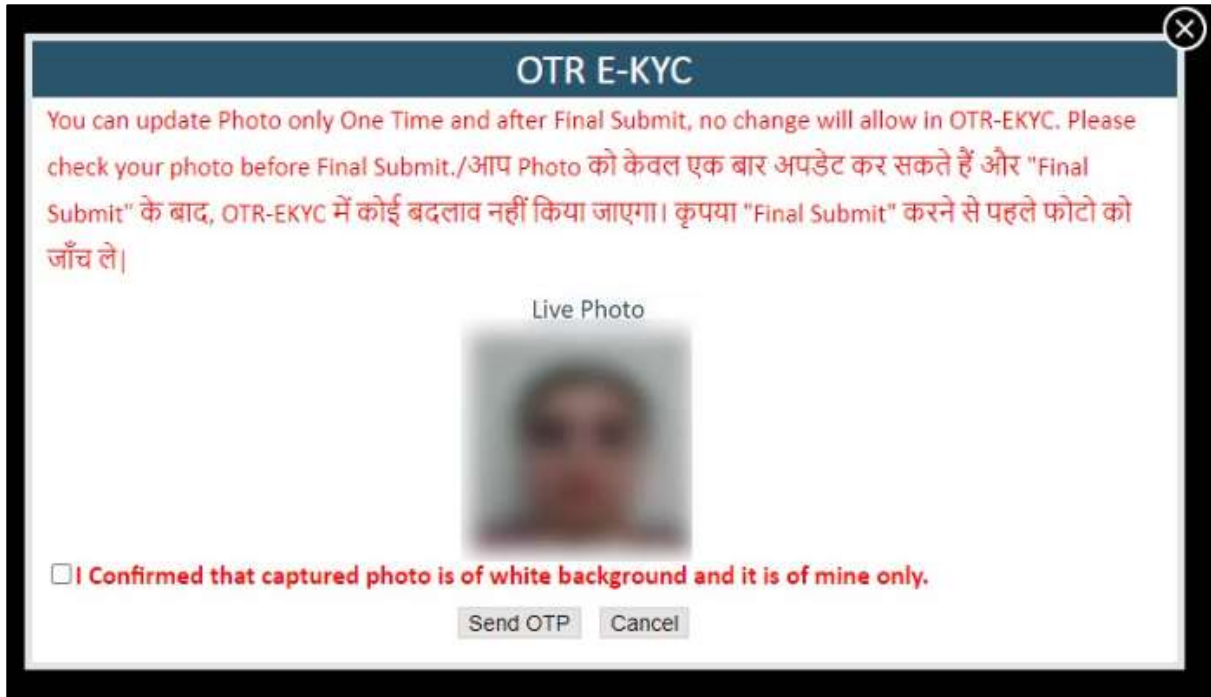 OTR E-KYC
You can update Photo only One Time and after Final Submit, no change will allow in OTR-EKYC. Please
check your photo before Final Submit./आप Photo को केवल एक बार अपडेट कर सकते हैं और "Final
Submit" के बाद, OTR-EKYC में कोई बदलाव नहीं किया जाएगा। कृपया "Final Submit" करने से पहले फोटो को
जाँच ले|
Live Photo
I Confirmed that captured photo is of white background and it is of mine only.
Send OTP Cancel